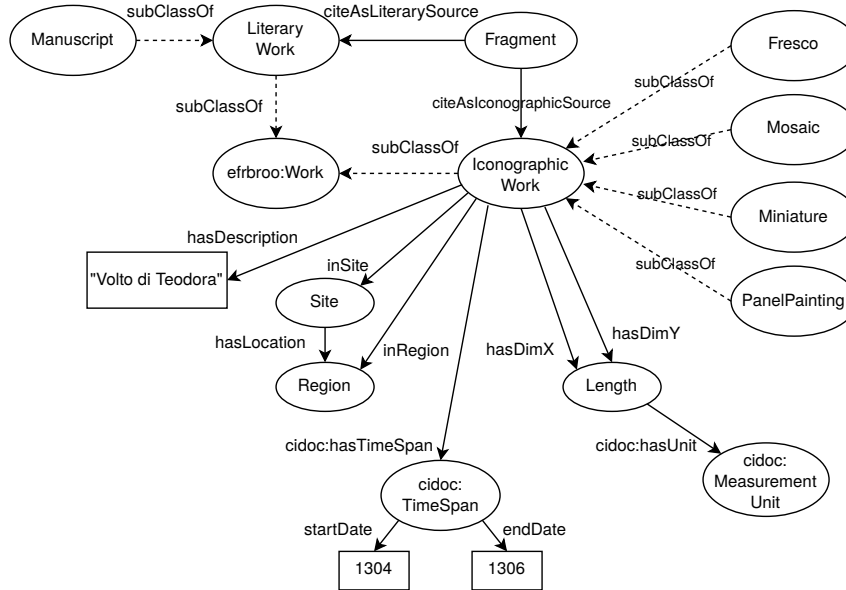 subClassOf
citeAsLiterarySource
Manuscript
Literary
Work
Fragment
Fresco
subClassOf
subClassOf
citeAsIconographicSource
subClassOf
Mosaic
subClassOf
efrbroo:Work
Iconographic
Work
subClassOf
Miniature
hasDescription
inSite
subClassOf
"Volto di Teodora"
Site
PanelPainting
hasLocation
inRegion
hasDimX
hasDimY
Region
Length
cidoc:hasTimeSpan
cidoc:hasUnit
cidoc:
TimeSpan
cidoc:
Measurement
Unit
startDate
endDate
1304
1306